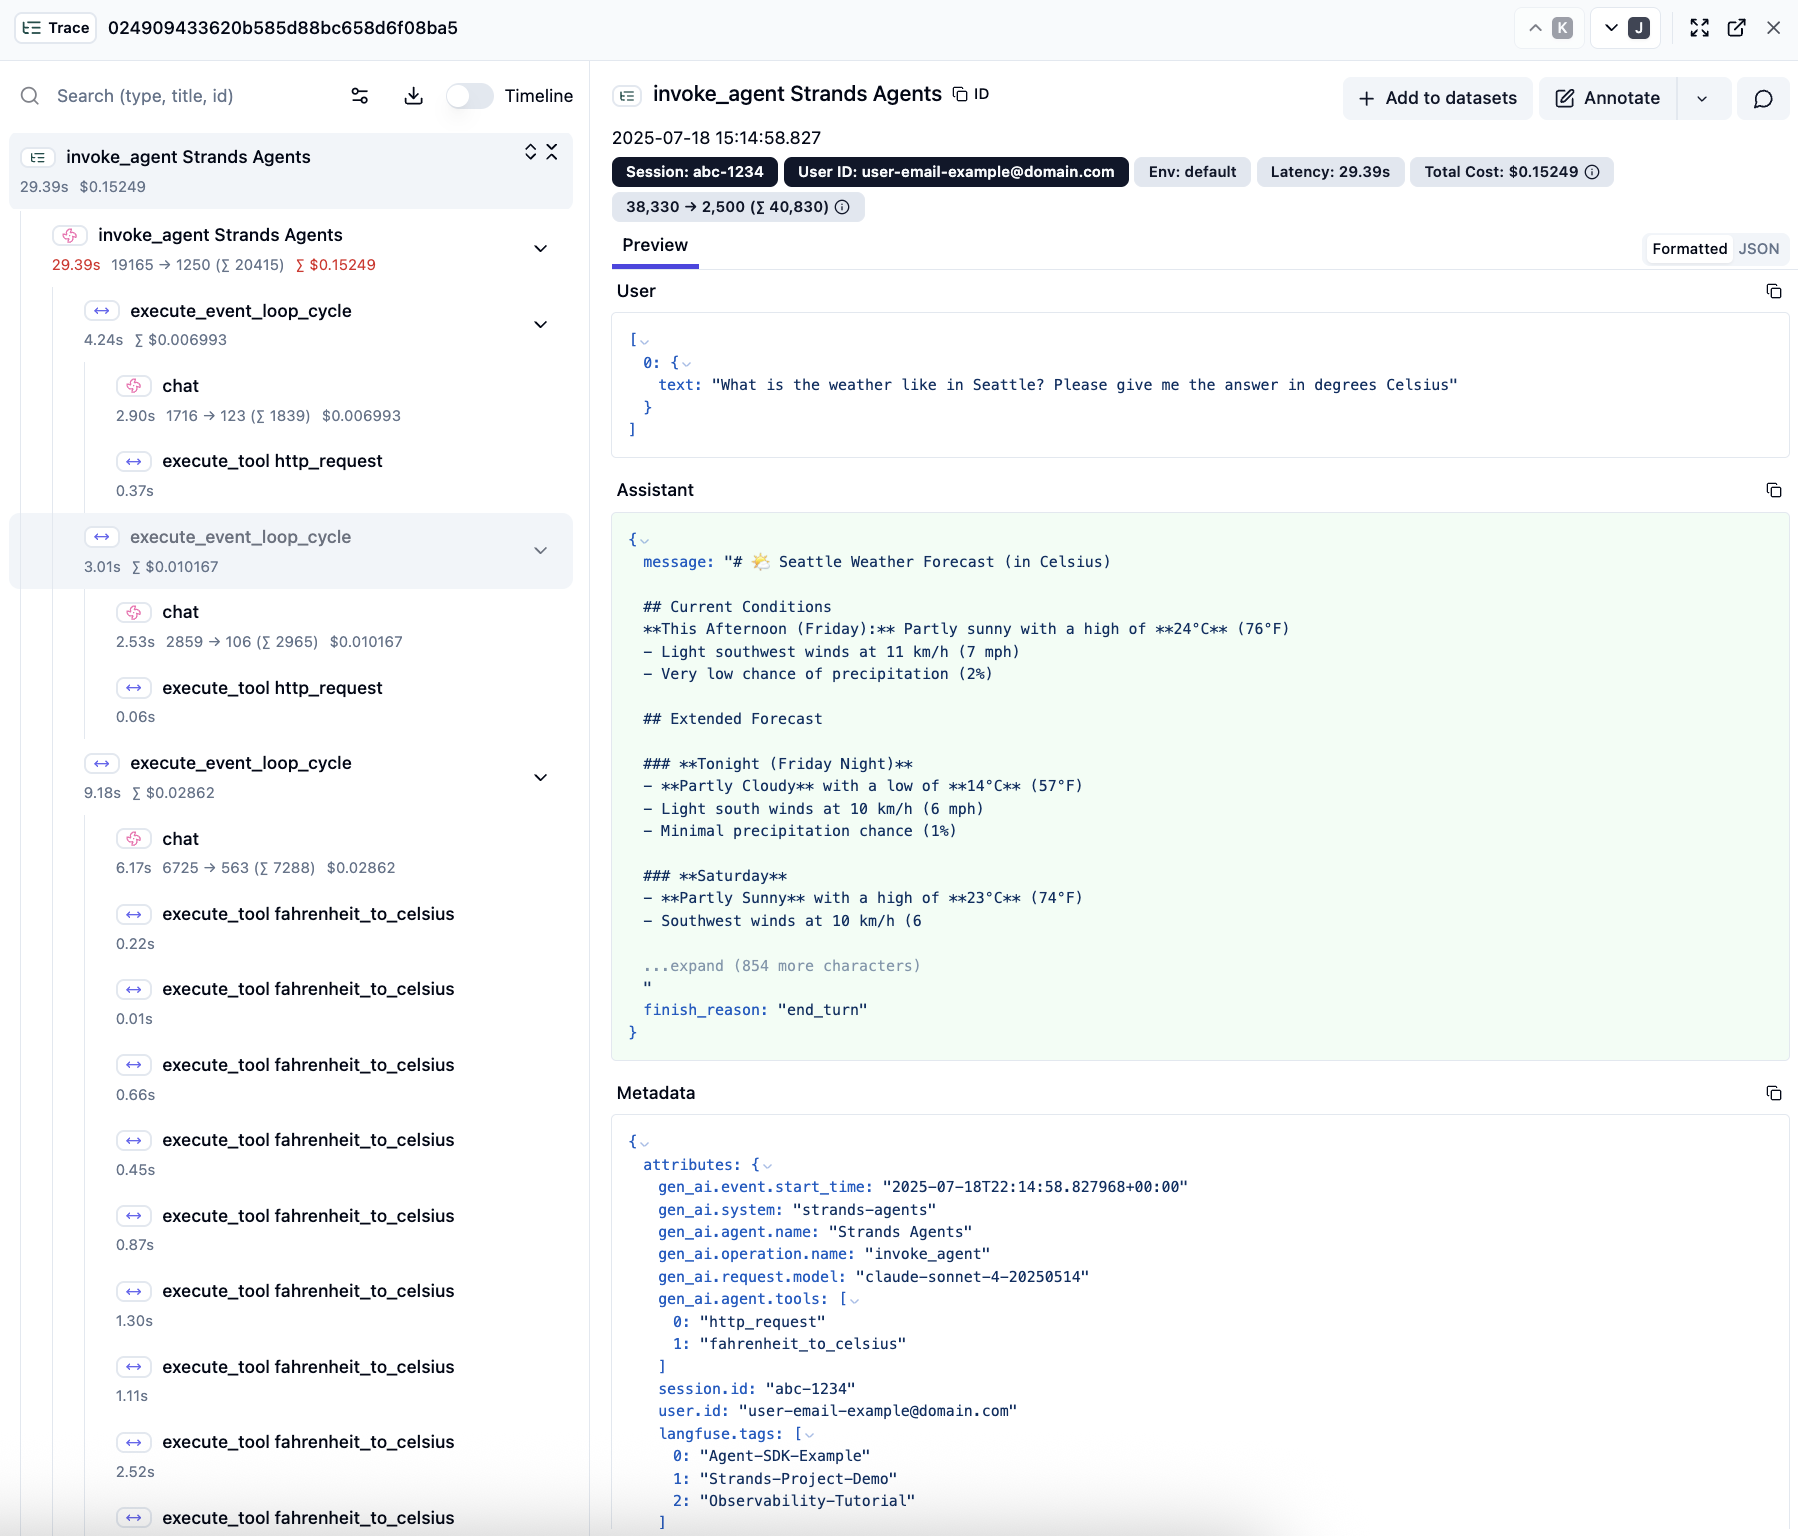 Trace 024909433620b585d88bc658d6f08ba5
K
J
Search (type, title, id)
Timeline
invoke_agent Strands Agents
29.39s $0.15249
invoke_agent Strands Agents
29.39s 19165 → 1250 (∑ 20415) ∑ $0.15249
execute_event_loop_cycle
4.24s ∑ $0.006993
chat
2.90s 1716 → 123 (∑ 1839) $0.006993
execute_tool http_request
0.37s
execute_event_loop_cycle
3.01s ∑ $0.010167
chat
2.53s 2859 → 106 (∑ 2965) $0.010167
execute_tool http_request
0.06s
execute_event_loop_cycle
9.18s ∑ $0.02862
chat
6.17s 6725 → 563 (∑ 7288) $0.02862
execute_tool fahrenheit_to_celsius
0.22s
execute_tool fahrenheit_to_celsius
0.01s
execute_tool fahrenheit_to_celsius
0.66s
execute_tool fahrenheit_to_celsius
0.45s
execute_tool fahrenheit_to_celsius
0.87s
execute_tool fahrenheit_to_celsius
1.30s
execute_tool fahrenheit_to_celsius
1.11s
execute_tool fahrenheit_to_celsius
2.52s
execute_tool fahrenheit_to_celsius
invoke_agent Strands Agents ID
Add to datasets
Annotate
2025-07-18 15:14:58.827
Session: abc-1234 User ID: user-email-example@domain.com Env: default Latency: 29.39s Total Cost: $0.15249
38,330 → 2,500 (∑ 40,830)
Preview
Formatted JSON
User
[
0: {
text: "What is the weather like in Seattle? Please give me the answer in degrees Celsius"
}
]
Assistant
{
message: "# 🌤️ Seattle Weather Forecast (in Celsius)
## Current Conditions
**This Afternoon (Friday):** Partly sunny with a high of **24°C** (76°F)
- Light southwest winds at 11 km/h (7 mph)
- Very low chance of precipitation (2%)
## Extended Forecast
### **Tonight (Friday Night)**
- **Partly Cloudy** with a low of **14°C** (57°F)
- Light south winds at 10 km/h (6 mph)
- Minimal precipitation chance (1%)
### **Saturday**
- **Partly Sunny** with a high of **23°C** (74°F)
- Southwest winds at 10 km/h (6
...expand (854 more characters)
"
finish_reason: "end_turn"
}
Metadata
{
attributes: {
gen_ai.event.start_time: "2025-07-18T22:14:58.827968+00:00"
gen_ai.system: "strands-agents"
gen_ai.agent.name: "Strands Agents"
gen_ai.operation.name: "invoke_agent"
gen_ai.request.model: "claude-sonnet-4-20250514"
gen_ai.agent.tools: [
0: "http_request"
1: "fahrenheit_to_celsius"
]
session.id: "abc-1234"
user.id: "user-email-example@domain.com"
langfuse.tags: [
0: "Agent-SDK-Example"
1: "Strands-Project-Demo"
2: "Observability-Tutorial"
]